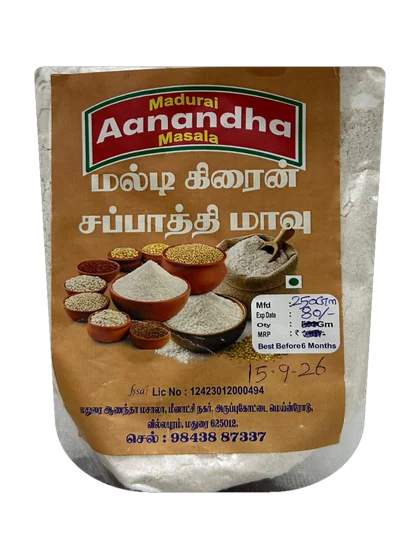 Madurai
Aanandha
Masala
மல்டி கிரைன்
சப்பாத்தி மாவு
Mfd : 250Gm
Exp Date : 80/-
Qty : Gm
MRP : ₹
Best Before 6 Months
15-9-26
fssai Lic No : 12423012000494
மதுரை ஆனந்தா மசாலா, மீனாட்சி நகர், அருப்புகோட்டை மெயின்ரோடு,
வில்லாபுரம், மதுரை 625012.
செல் : 98438 87337